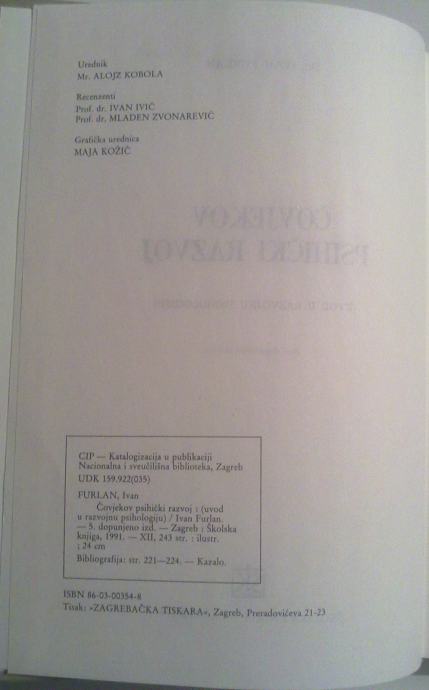 Urednik
Mr. ALOJZ KOBOLA
Recenzenti
Prof. dr. IVAN IVIĆ
Prof. dr. MLADEN ZVONAREVIĆ
Grafička urednica
MAJA KOŽIĆ
ČOVJEKOV
PSIHIČKI RAZVOJ
CIP — Katalogizacija u publikaciji
Nacionalna i sveučilišna biblioteka, Zagreb
UDK 159.922(035)
FURLAN, Ivan
Čovjekov psihički razvoj : (uvod
u razvojnu psihologiju) / Ivan Furlan.
— 5. dopunjeno izd. — Zagreb : Školska
knjiga, 1991. — XII, 243 str. : ilustr.
; 24 cm
Bibliografija: str. 221—224. — Kazalo.
ISBN 86-03-00354-8
Tisak: »ZAGREBAČKA TISKARA«, Zagreb, Preradovićeva 21-23